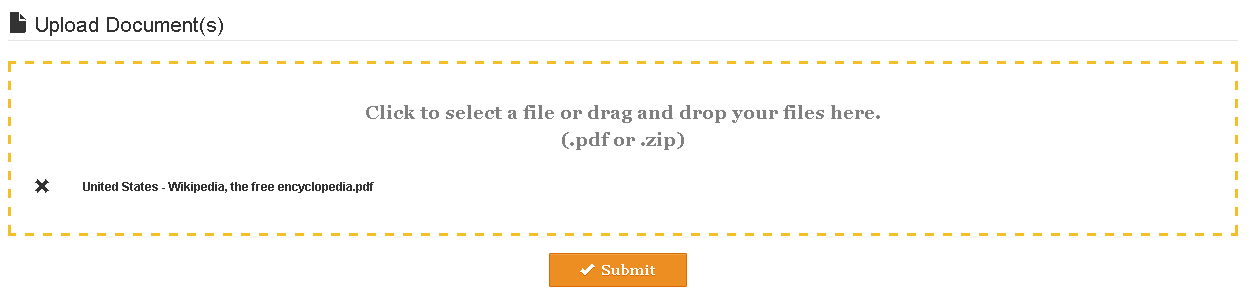 Upload Document(s)
Click to select a file or drag and drop your files here.
(.pdf or .zip)
United States - Wikipedia, the free encyclopedia.pdf
Submit